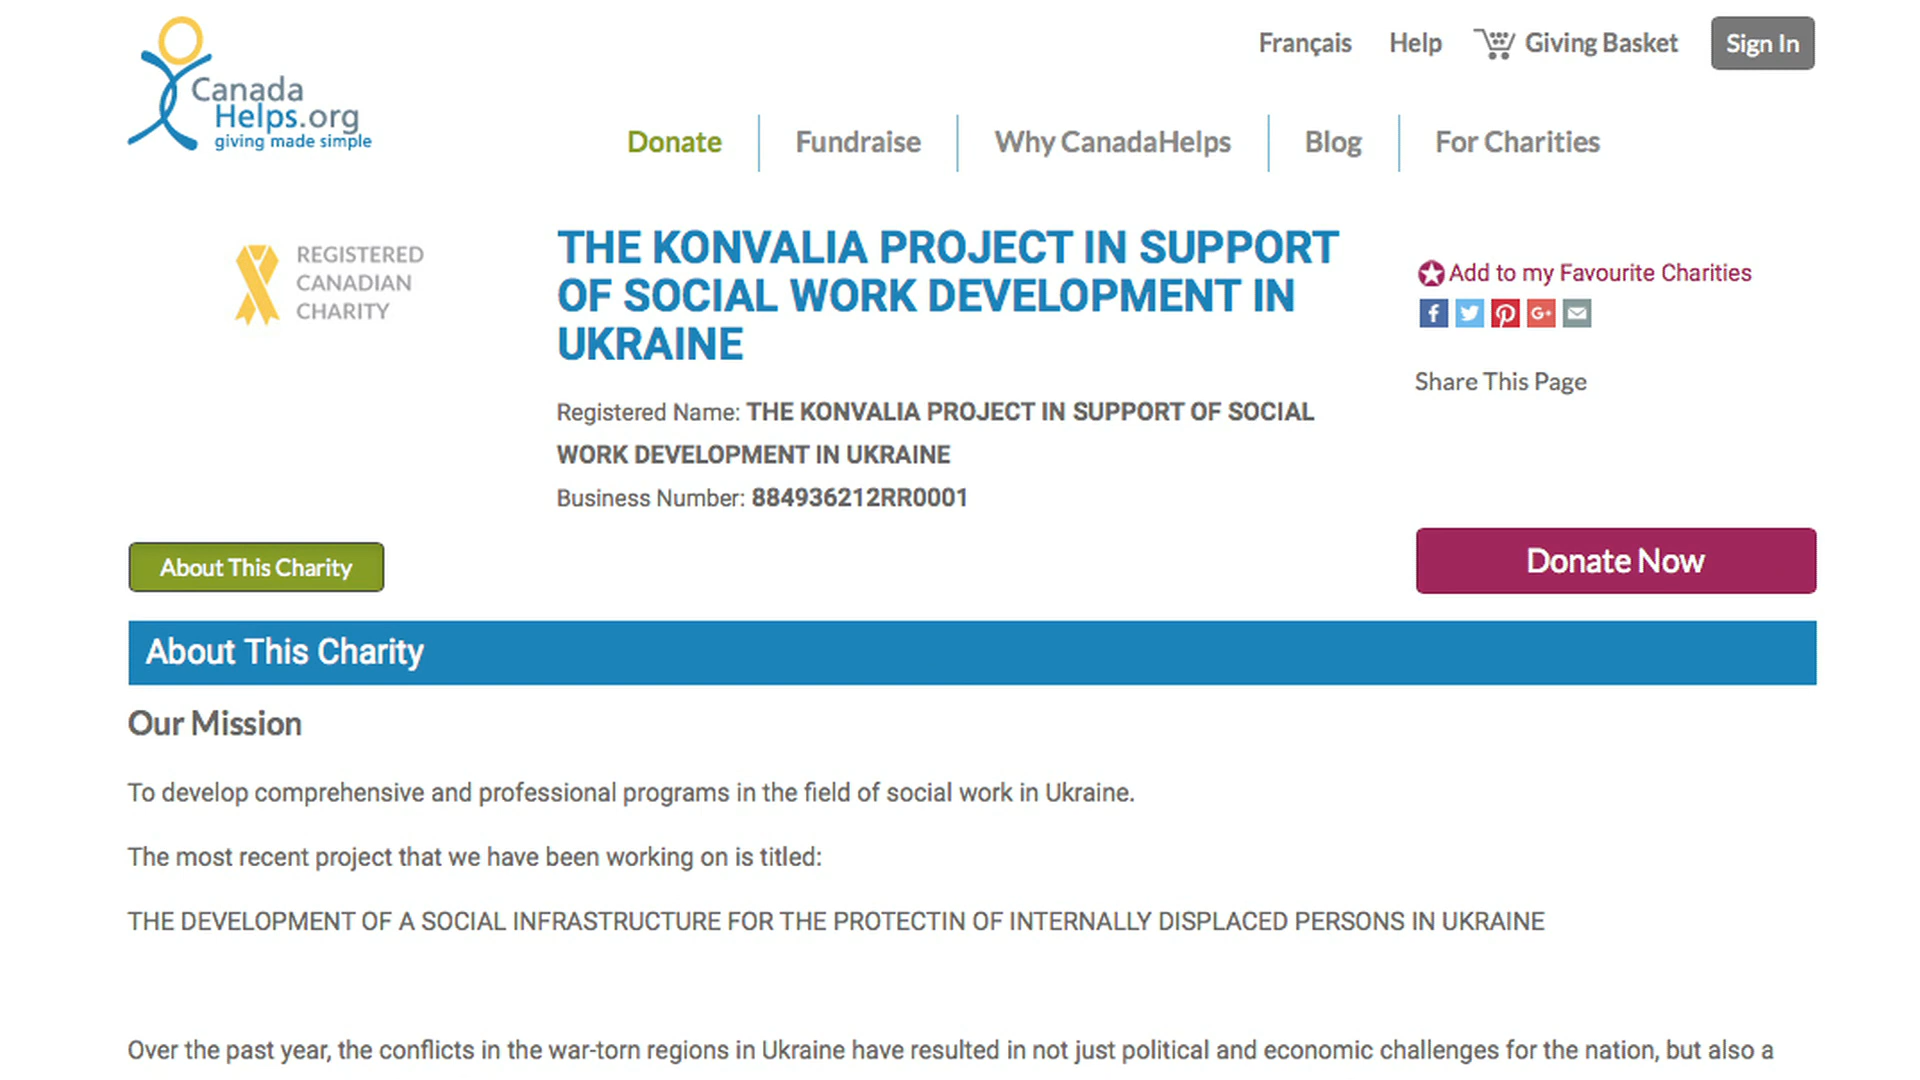 Canada
Helps.org
giving made simple
Français Help Giving Basket Sign In
Donate Fundraise Why CanadaHelps Blog For Charities
REGISTERED
CANADIAN
CHARITY
THE KONVALIA PROJECT IN SUPPORT
OF SOCIAL WORK DEVELOPMENT IN
UKRAINE
Registered Name: THE KONVALIA PROJECT IN SUPPORT OF SOCIAL
WORK DEVELOPMENT IN UKRAINE
Business Number: 884936212RR0001
Add to my Favourite Charities
Share This Page
About This Charity
Donate Now
About This Charity
Our Mission
To develop comprehensive and professional programs in the field of social work in Ukraine.
The most recent project that we have been working on is titled:
THE DEVELOPMENT OF A SOCIAL INFRASTRUCTURE FOR THE PROTECTIN OF INTERNALLY DISPLACED PERSONS IN UKRAINE
Over the past year, the conflicts in the war-torn regions in Ukraine have resulted in not just political and economic challenges for the nation, but also a